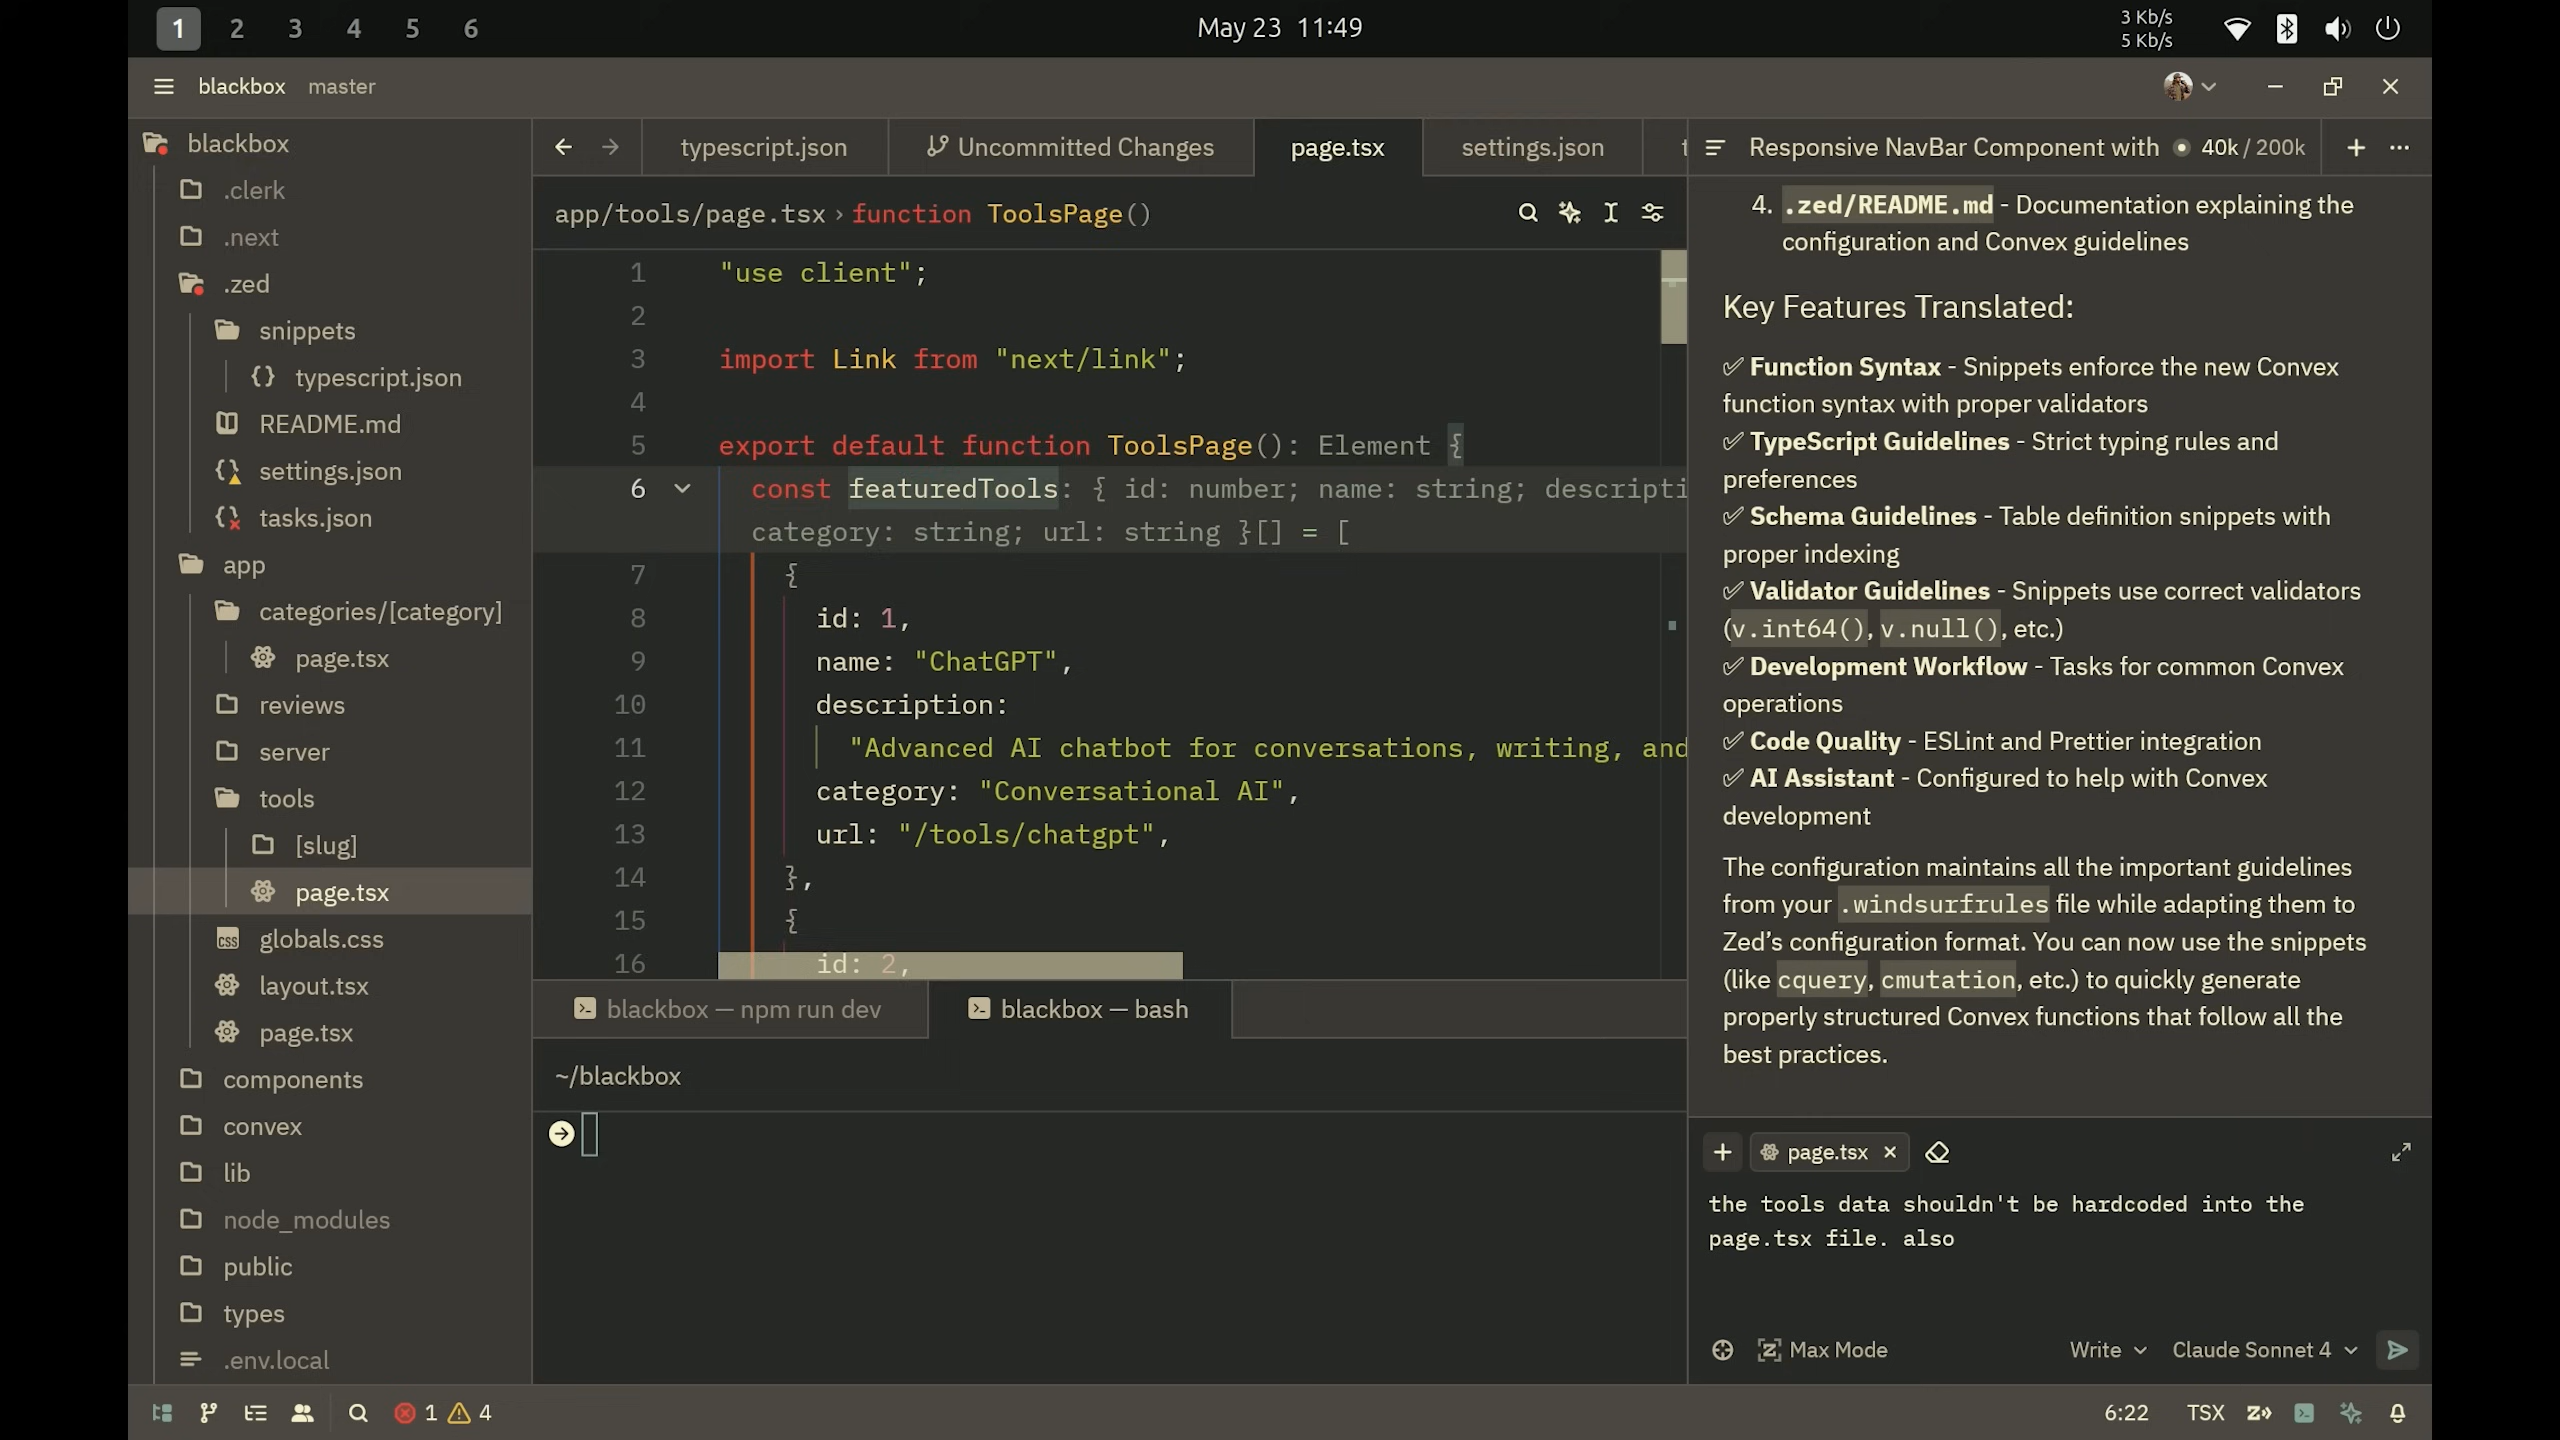 1 2 3 4 5 6
May 23 11:49
3 Kb/s
5 Kb/s
blackbox master
blackbox
.clerk
.next
.zed
snippets
typescript.json
README.md
settings.json
tasks.json
app
categories/[category]
page.tsx
reviews
server
tools
[slug]
page.tsx
globals.css
layout.tsx
page.tsx
components
convex
lib
node_modules
public
types
.env.local
typescript.json
Uncommitted Changes
page.tsx
settings.json
app/tools/page.tsx › function ToolsPage()
1 "use client";
2
3 import Link from "next/link";
4
5 export default function ToolsPage(): Element {
6 const featuredTools: { id: number; name: string; descripti
category: string; url: string }[] = [
7 {
8 id: 1,
9 name: "ChatGPT",
10 description:
11 "Advanced AI chatbot for conversations, writing, and
12 category: "Conversational AI",
13 url: "/tools/chatgpt",
14 },
15 {
16 id: 2,
blackbox — npm run dev
blackbox — bash
~/blackbox
Responsive NavBar Component with 40k / 200k
4. .zed/README.md - Documentation explaining the
configuration and Convex guidelines
Key Features Translated:
✅ Function Syntax - Snippets enforce the new Convex
function syntax with proper validators
✅ TypeScript Guidelines - Strict typing rules and
preferences
✅ Schema Guidelines - Table definition snippets with
proper indexing
✅ Validator Guidelines - Snippets use correct validators
(v.int64(), v.null(), etc.)
✅ Development Workflow - Tasks for common Convex
operations
✅ Code Quality - ESLint and Prettier integration
✅ AI Assistant - Configured to help with Convex
development
The configuration maintains all the important guidelines
from your .windsurfrules file while adapting them to
Zed’s configuration format. You can now use the snippets
(like cquery, cmutation, etc.) to quickly generate
properly structured Convex functions that follow all the
best practices.
page.tsx
the tools data shouldn't be hardcoded into the
page.tsx file. also
Max Mode
Write
Claude Sonnet 4
1 4
6:22 TSX